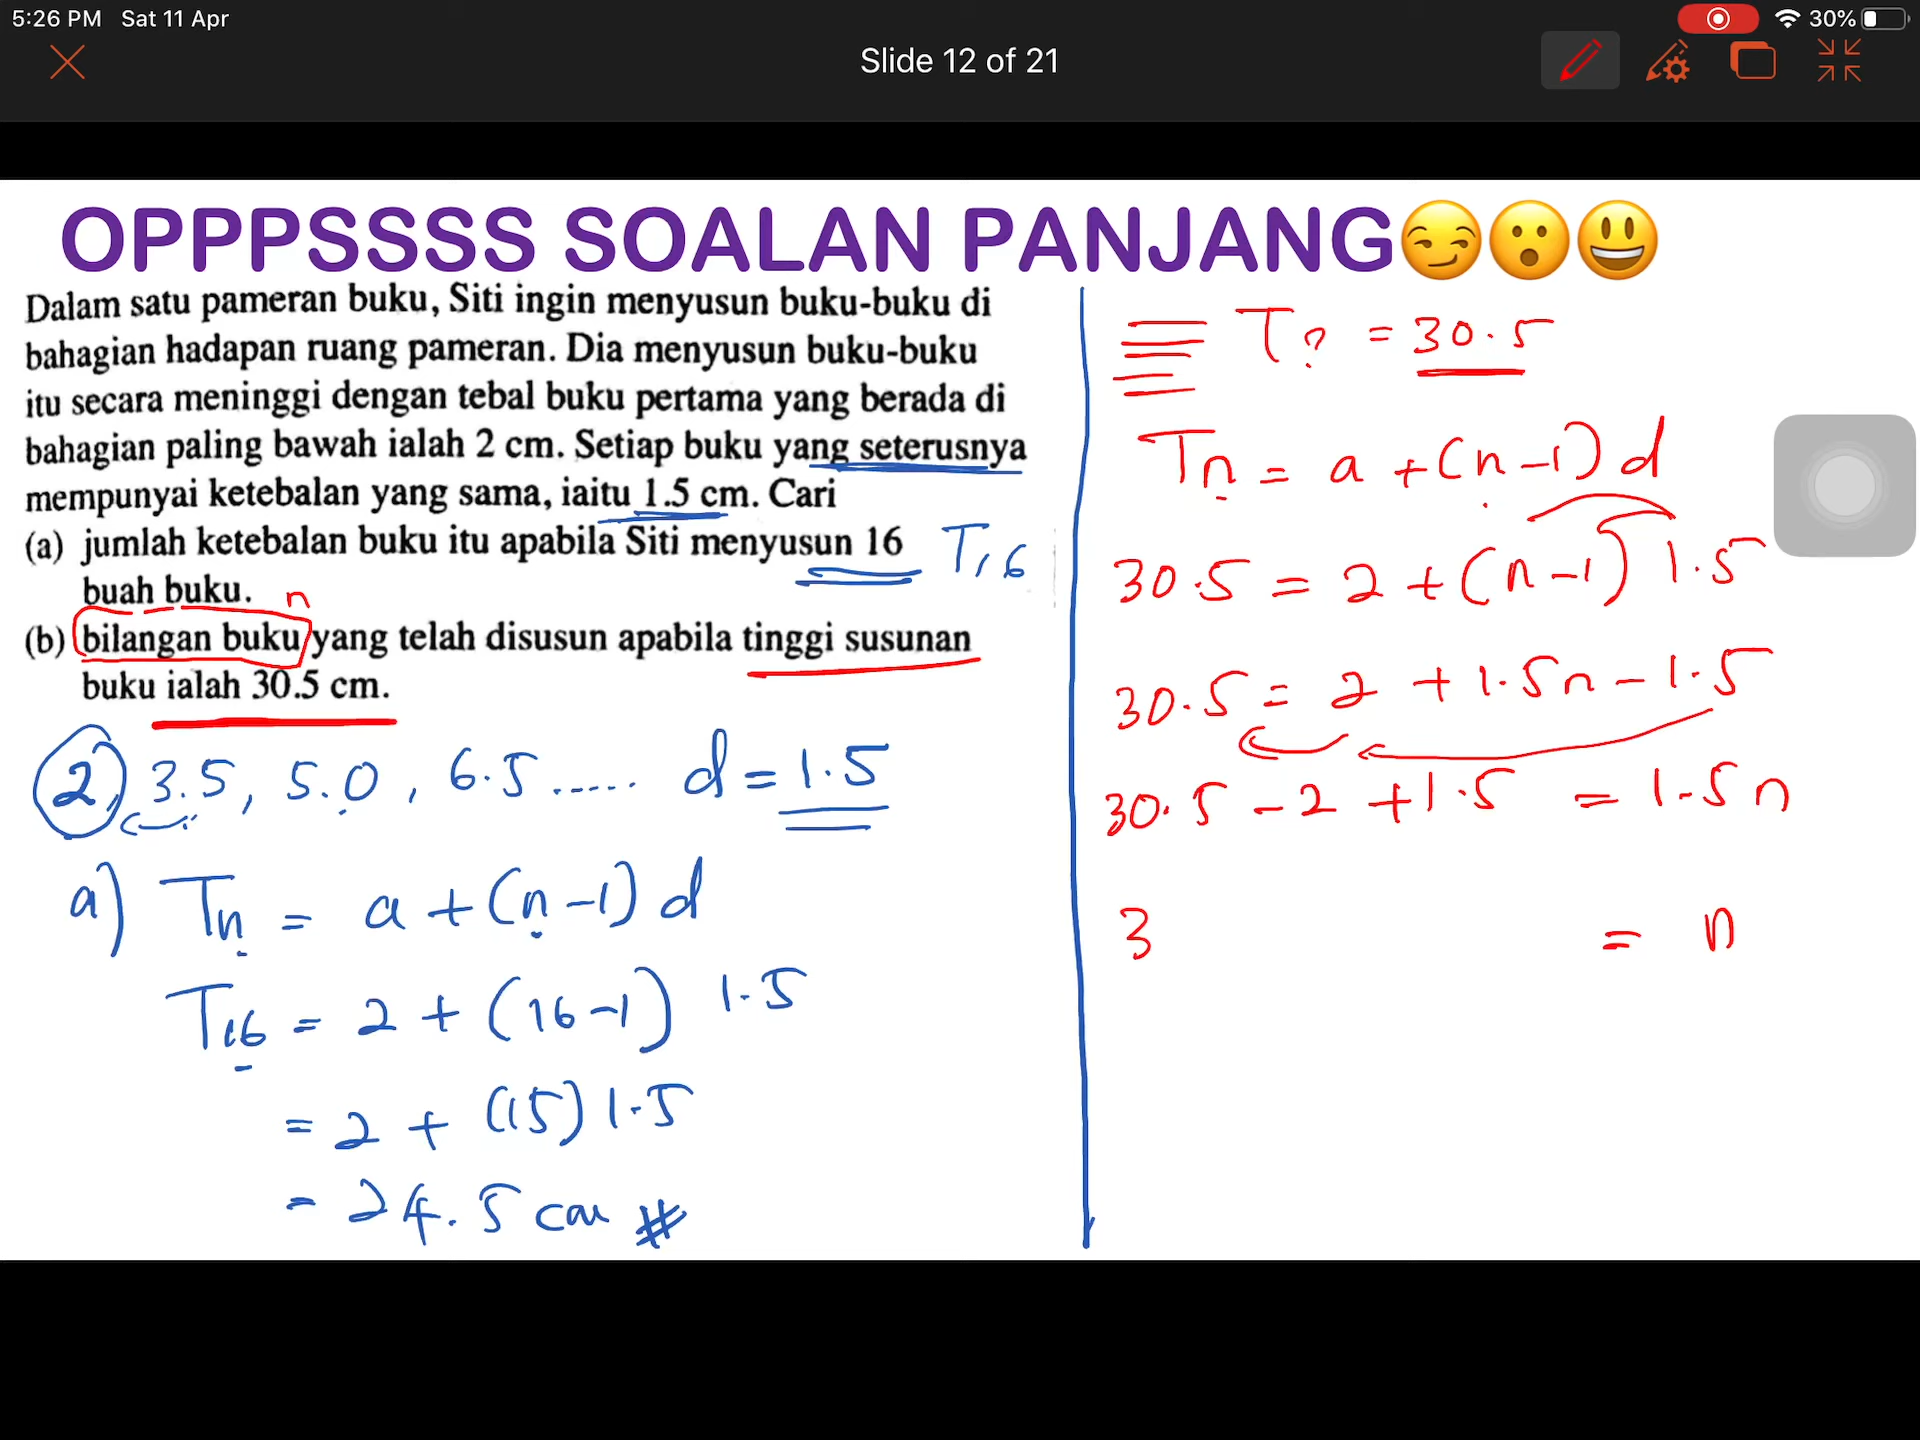 5:26 PM Sat 11 Apr
30%
Slide 12 of 21
OPPPSSSS SOALAN PANJANG😏😮😃
Dalam satu pameran buku, Siti ingin menyusun buku-buku di
bahagian hadapan ruang pameran. Dia menyusun buku-buku
itu secara meninggi dengan tebal buku pertama yang berada di
bahagian paling bawah ialah 2 cm. Setiap buku yang seterusnya
mempunyai ketebalan yang sama, iaitu 1.5 cm. Cari
(a) jumlah ketebalan buku itu apabila Siti menyusun 16
buah buku.
T16
n
(b) bilangan buku yang telah disusun apabila tinggi susunan
buku ialah 30.5 cm.
2, 3.5, 5.0, 6.5 ..... d = 1.5
a) Tn = a + (n-1) d
T16 = 2 + (16-1) 1.5
= 2 + (15) 1.5
= 24.5 cm #
T? = 30.5
Tn = a + (n-1) d
30.5 = 2 + (n-1) 1.5
30.5 = 2 + 1.5n - 1.5
30.5 - 2 + 1.5 = 1.5n
3 = n